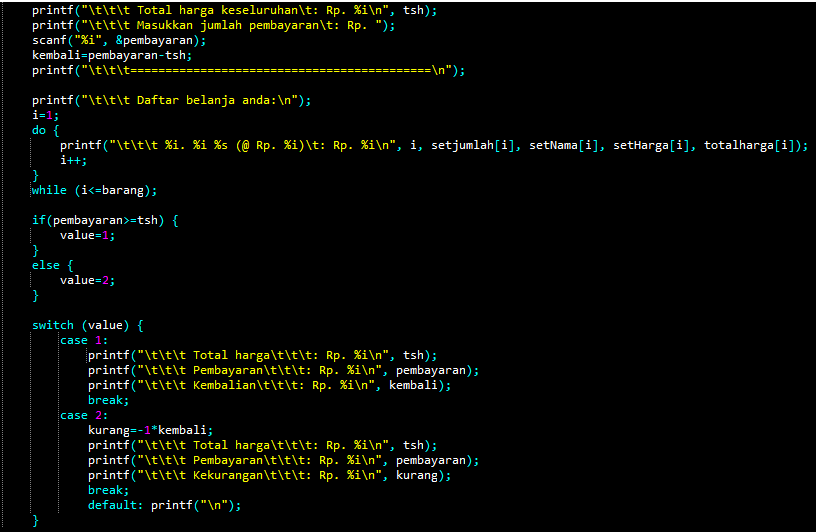 printf("\t\t\t Total harga keseluruhan\t: Rp. %i\n", tsh);
printf("\t\t\t Masukkan jumlah pembayaran\t: Rp. ");
scanf("%i", &pembayaran);
kembali=pembayaran-tsh;
printf("\t\t\t===========================================\n");
printf("\t\t\t Daftar belanja anda:\n");
i=1;
do {
printf("\t\t\t %i. %i %s (@ Rp. %i)\t: Rp. %i\n", i, setjumlah[i], setNama[i], setHarga[i], totalharga[i]);
i++;
}
while (i<=barang);
if(pembayaran>=tsh) {
value=1;
}
else {
value=2;
}
switch (value) {
case 1:
printf("\t\t\t Total harga\t\t\t: Rp. %i\n", tsh);
printf("\t\t\t Pembayaran\t\t\t: Rp. %i\n", pembayaran);
printf("\t\t\t Kembalian\t\t\t: Rp. %i\n", kembali);
break;
case 2:
kurang=-1*kembali;
printf("\t\t\t Total harga\t\t\t: Rp. %i\n", tsh);
printf("\t\t\t Pembayaran\t\t\t: Rp. %i\n", pembayaran);
printf("\t\t\t Kekurangan\t\t\t: Rp. %i\n", kurang);
break;
default: printf("\n");
}